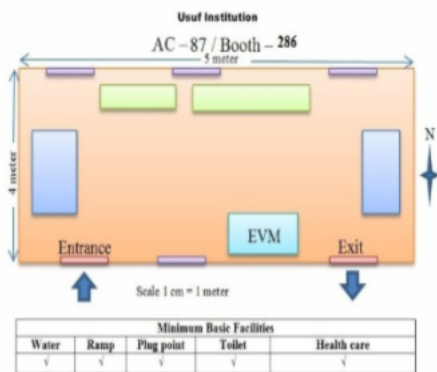 Usuf Institution
AC – 87 / Booth – 286
5 meter
4 meter
N
Entrance
EVM
Exit
Scale 1 cm = 1 meter
Minimum Basic Facilities
Water Ramp Plug point Toilet Health care
√ √ √ √ √